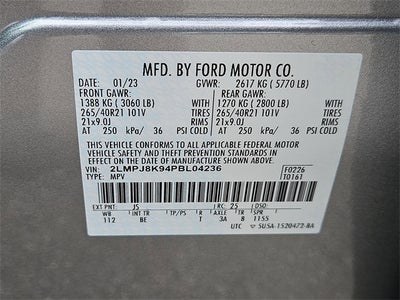 MFD. BY FORD MOTOR CO.
DATE: 01/23 GVWR: 2617 KG ( 5770 LB)
FRONT GAWR: REAR GAWR:
1388 KG ( 3060 LB) WITH 1270 KG ( 2800 LB) WITH
265/40R21 101V TIRES 265/40R21 101V TIRES
21x9.0J RIMS 21x9.0J RIMS
AT 250 kPa/ 36 PSI COLD AT 250 kPa/ 36 PSI COLD
THIS VEHICLE CONFORMS TO ALL APPLICABLE FEDERAL MOTOR
VEHICLE SAFETY AND THEFT PREVENTION STANDARDS IN
EFFECT ON THE DATE OF MANUFACTURE SHOWN ABOVE.
VIN: 2LMPJ8K94PBL04236 F0226
TYPE: MPV T0161
EXT PNT: JS RC: 25 DSO:
WB INT TR TP/PS R AXLE TR SPR
112 BE T 3A 8 1155
UTC 5USA-1520472-BA